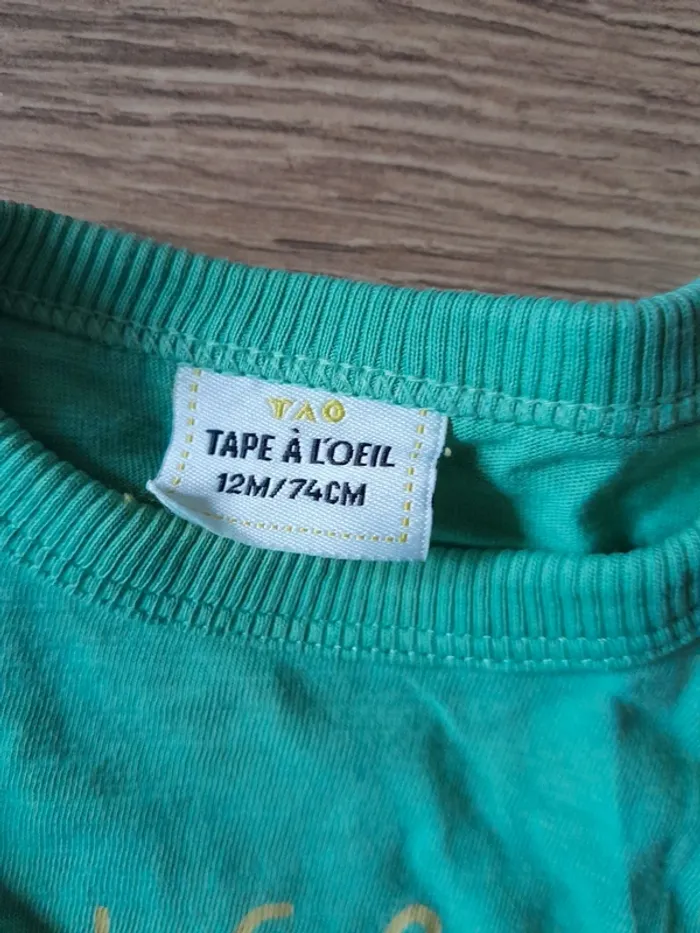 TAO
TAPE À L'OEIL
12M/74CM